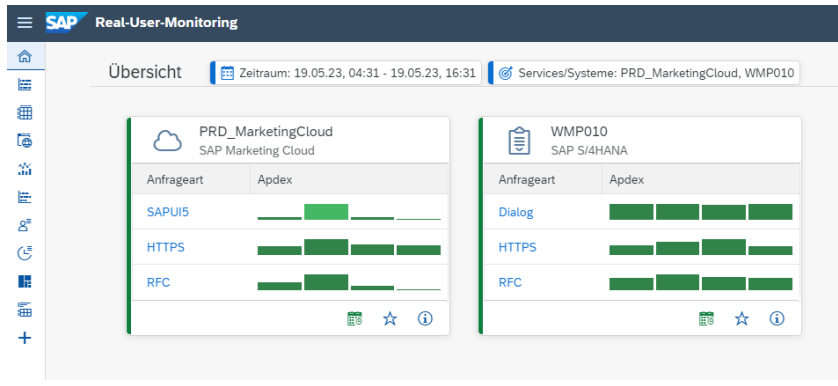 SAP Real-User-Monitoring
Übersicht Zeitraum: 19.05.23, 04:31 - 19.05.23, 16:31 Services/Systeme: PRD_MarketingCloud, WMP010
PRD_MarketingCloud
SAP Marketing Cloud
Anfrageart Apdex
SAPUI5
HTTPS
RFC
WMP010
SAP S/4HANA
Anfrageart Apdex
Dialog
HTTPS
RFC